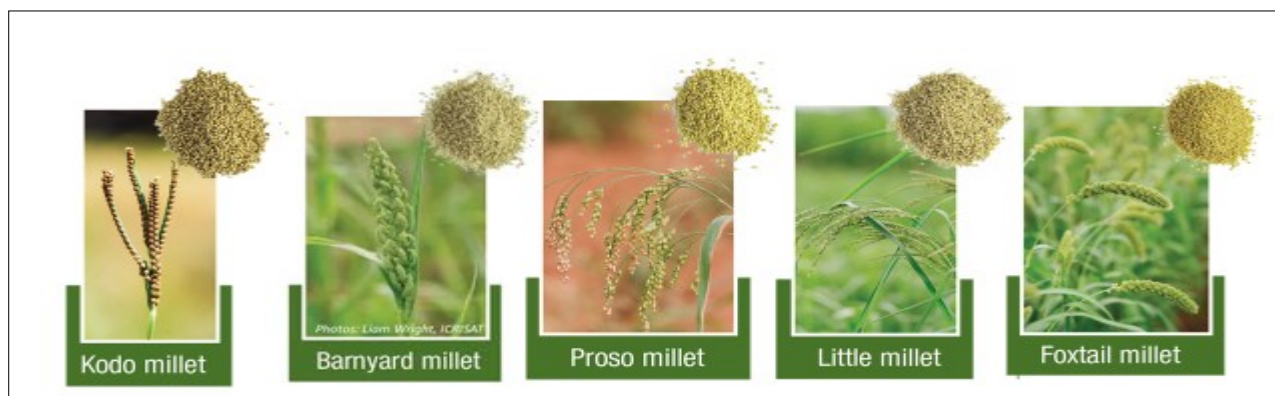 Photos: Liam Wright, ICRISAT
Kodo millet
Barnyard millet
Proso millet
Little millet
Foxtail millet